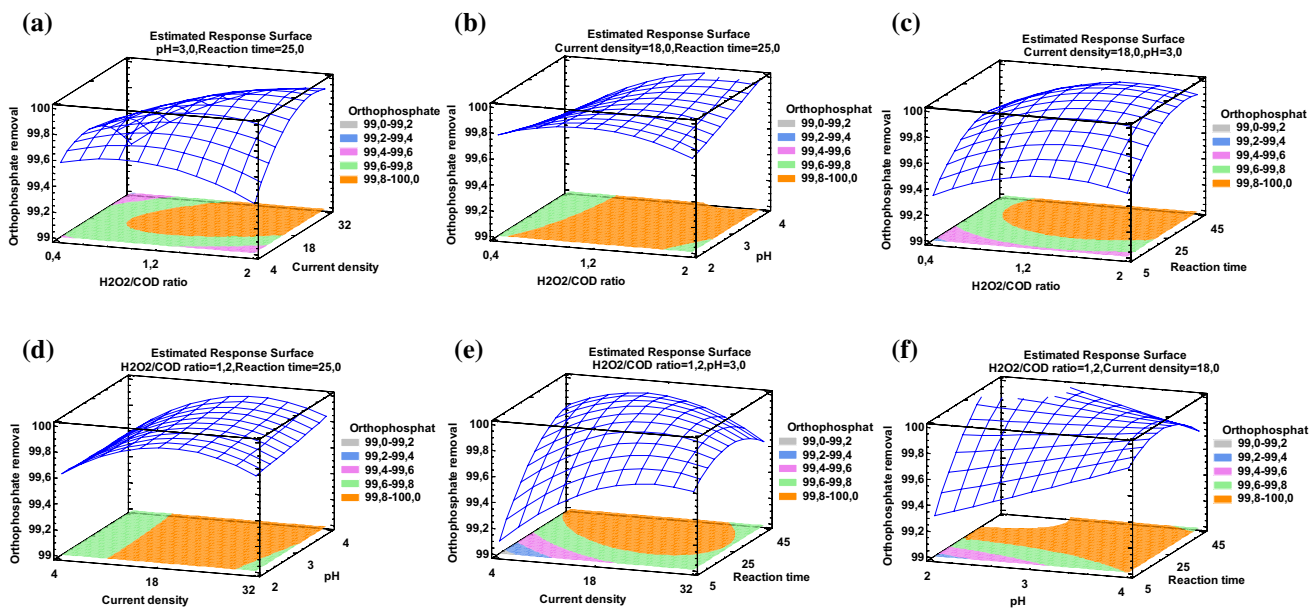 (a)
Estimated Response Surface
pH=3,0,Reaction time=25,0
Orthophosphate removal
100
99,8
99,6
99,4
99,2
99
0,4
1,2
2
H2O2/COD ratio
4
18
32
Current density
Orthophosphate
99,0-99,2
99,2-99,4
99,4-99,6
99,6-99,8
99,8-100,0
(b)
Estimated Response Surface
Current density=18,0,Reaction time=25,0
Orthophosphate removal
100
99,8
99,6
99,4
99,2
99
0,4
1,2
2
H2O2/COD ratio
2
3
4
pH
Orthophosphat
99,0-99,2
99,2-99,4
99,4-99,6
99,6-99,8
99,8-100,0
(c)
Estimated Response Surface
Current density=18,0,pH=3,0
Orthophosphate removal
100
99,8
99,6
99,4
99,2
99
0,4
1,2
2
H2O2/COD ratio
5
25
45
Reaction time
Orthophosphat
99,0-99,2
99,2-99,4
99,4-99,6
99,6-99,8
99,8-100,0
(d)
Estimated Response Surface
H2O2/COD ratio=1,2,Reaction time=25,0
Orthophosphate removal
100
99,8
99,6
99,4
99,2
99
4
18
32
Current density
2
3
4
pH
Orthophosphat
99,0-99,2
99,2-99,4
99,4-99,6
99,6-99,8
99,8-100,0
(e)
Estimated Response Surface
H2O2/COD ratio=1,2,pH=3,0
Orthophosphate removal
100
99,8
99,6
99,4
99,2
99
4
18
32
Current density
5
25
45
Reaction time
Orthophosphat
99,0-99,2
99,2-99,4
99,4-99,6
99,6-99,8
99,8-100,0
(f)
Estimated Response Surface
H2O2/COD ratio=1,2,Current density=18,0
Orthophosphate removal
100
99,8
99,6
99,4
99,2
99
2
3
4
pH
5
25
45
Reaction time
Orthophosphat
99,0-99,2
99,2-99,4
99,4-99,6
99,6-99,8
99,8-100,0